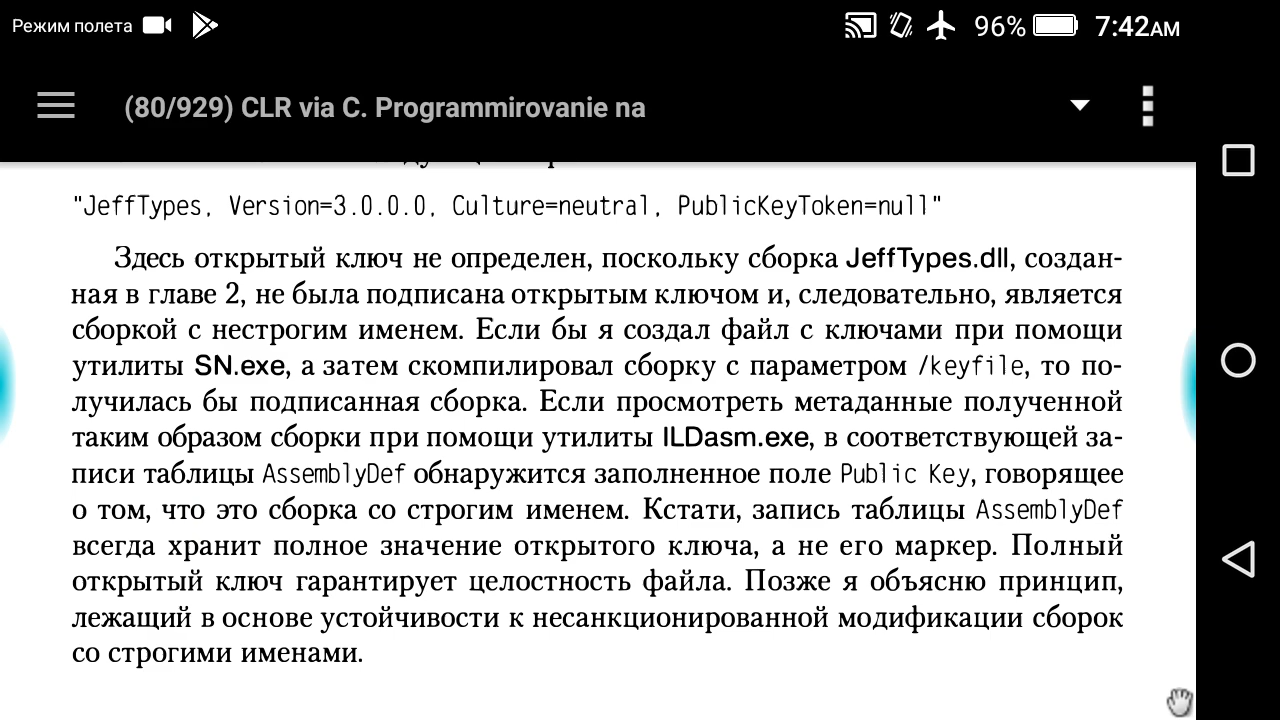 Режим полета
96% 7:42AM
(80/929) CLR via C. Programmirovanie na
"JeffTypes, Version=3.0.0.0, Culture=neutral, PublicKeyToken=null"
Здесь открытый ключ не определен, поскольку сборка JeffTypes.dll, создан-
ная в главе 2, не была подписана открытым ключом и, следовательно, является
сборкой с нестрогим именем. Если бы я создал файл с ключами при помощи
утилиты SN.exe, а затем скомпилировал сборку с параметром /keyfile, то по-
лучилась бы подписанная сборка. Если просмотреть метаданные полученной
таким образом сборки при помощи утилиты ILDasm.exe, в соответствующей за-
писи таблицы AssemblyDef обнаружится заполненное поле Public Key, говорящее
о том, что это сборка со строгим именем. Кстати, запись таблицы AssemblyDef
всегда хранит полное значение открытого ключа, а не его маркер. Полный
открытый ключ гарантирует целостность файла. Позже я объясню принцип,
лежащий в основе устойчивости к несанкционированной модификации сборок
со строгими именами.